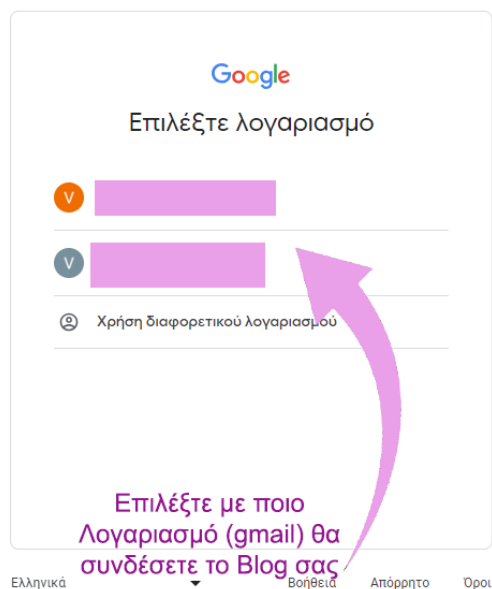 Google
Επιλέξτε λογαριασμό
V
V
Χρήση διαφορετικού λογαριασμού
Επιλέξτε με ποιο
Λογαριασμό (gmail) θα
συνδέσετε το Blog σας
Ελληνικά
Βοήθεια
Απόρρητο
Όροι